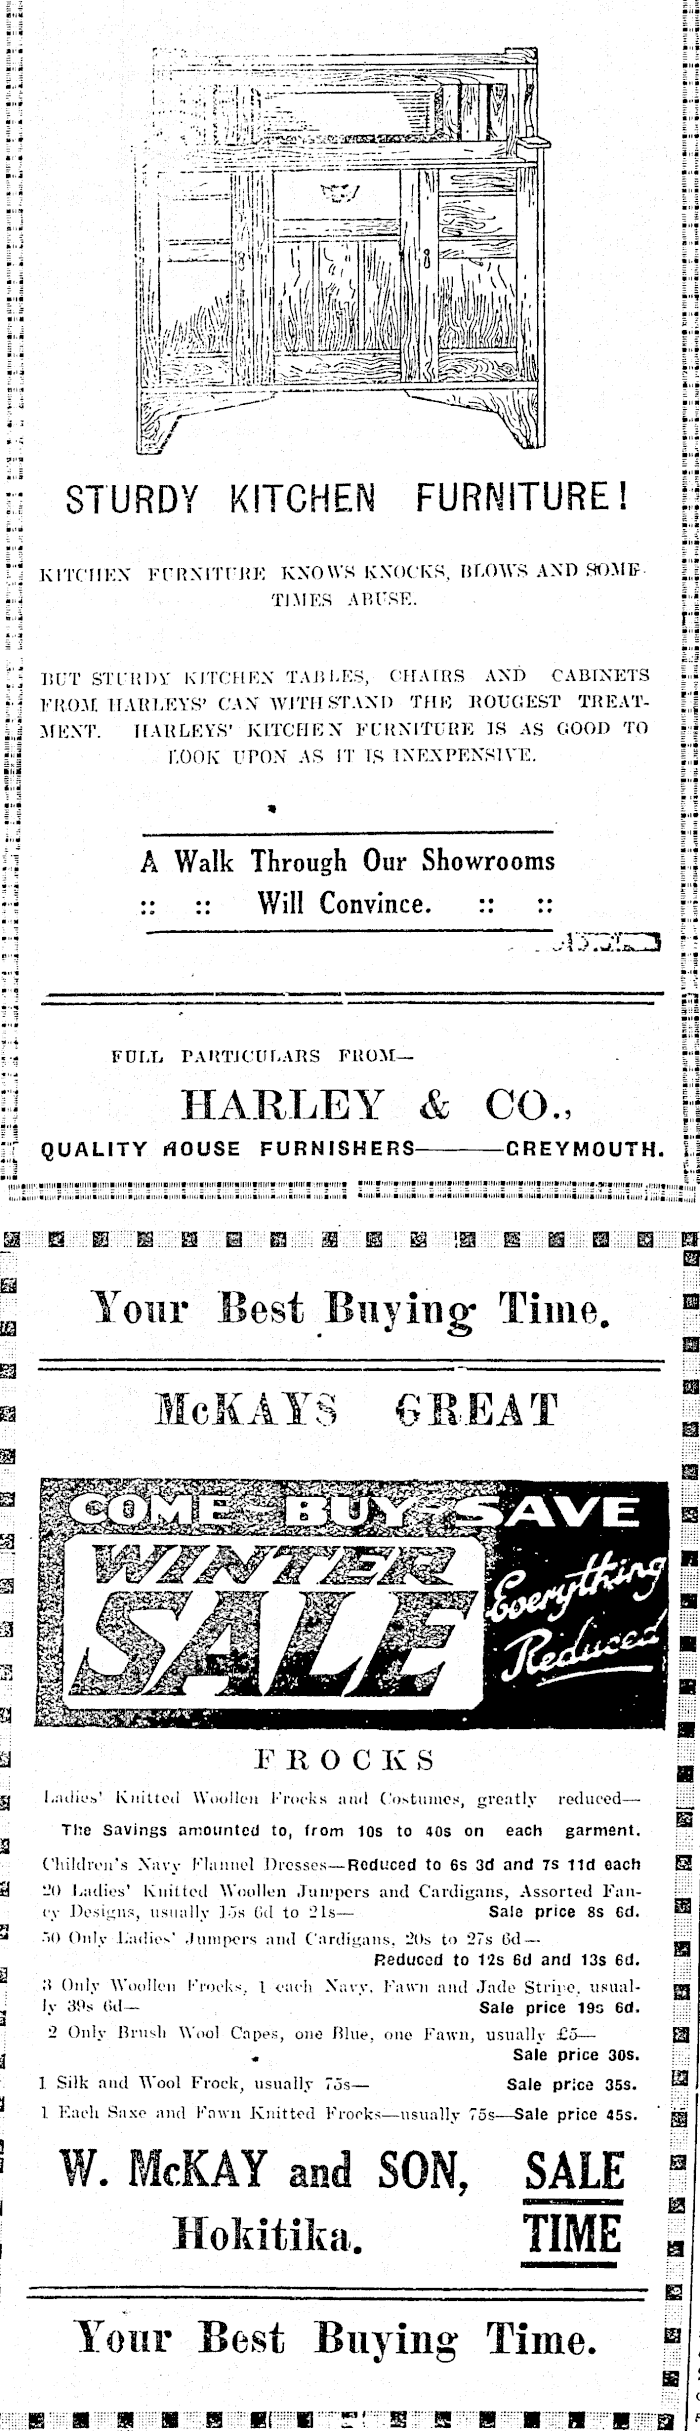 STURDY KITCHEN FURNITURE!
KITCHEN FURNITURE KNOWS KNOCKS, BLOWS AND SOME-
TIMES ABUSE.
BUT STURDY KITCHEN TABLES, CHAIRS AND CABINETS
FROM HARLEYS' CAN WITHSTAND THE ROUGEST TREAT-
MENT. HARLEYS' KITCHEN FURNITURE IS AS GOOD TO
LOOK UPON AS IT IS INEXPENSIVE.
A Walk Through Our Showrooms
:: :: Will Convince. :: ::
FULL PARTICULARS FROM—
HARLEY & CO.,
QUALITY HOUSE FURNISHERS———GREYMOUTH.
Your Best Buying Time.
McKAYS GREAT
COME-BUY-SAVE
WINTER
SALE
Everything
Reduced
FROCKS
Ladies' Knitted Woollen Frocks and Costumes, greatly reduced—
The Savings amounted to, from 10s to 40s on each garment.
Children's Navy Flannel Dresses—Reduced to 6s 3d and 7s 11d each
20 Ladies' Knitted Woollen Jumpers and Cardigans, Assorted Fan-
cy Designs, usually 15s 6d to 21s— Sale price 8s 6d.
50 Only Ladies' Jumpers and Cardigans, 20s to 27s 6d—
Reduced to 12s 6d and 13s 6d.
3 Only Woollen Frocks, 1 each Navy, Fawn and Jade Stripe, usual-
ly 39s 6d— Sale price 19s 6d.
2 Only Brush Wool Capes, one Blue, one Fawn, usually £5—
Sale price 30s.
1 Silk and Wool Frock, usually 75s— Sale price 35s.
1 Each Saxe and Fawn Knitted Frocks—usually 75s—Sale price 45s.
W. McKAY and SON, SALE
Hokitika. TIME
Your Best Buying Time.